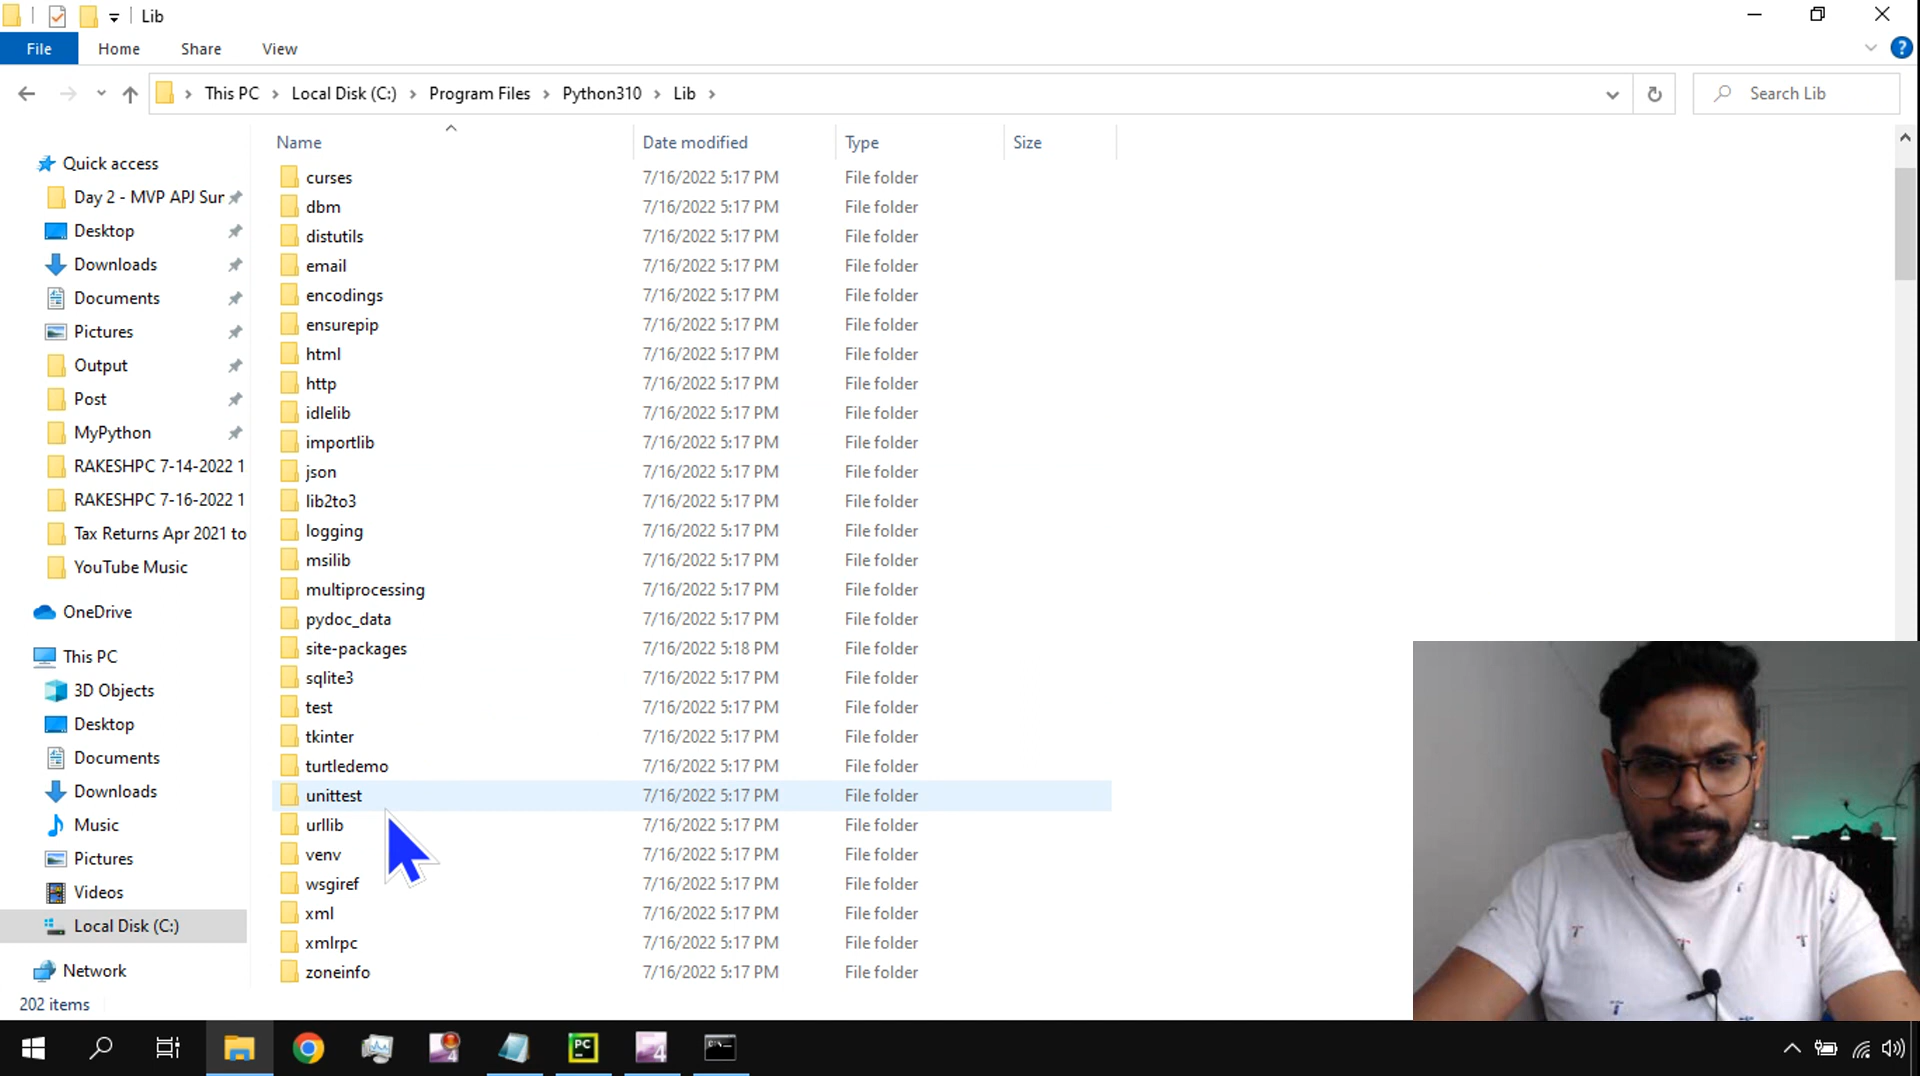 Lib
File Home Share View
This PC Local Disk (C:) Program Files Python310 Lib
Search Lib
Name Date modified Type Size
Quick access
Day 2 - MVP APJ Sur
Desktop
Downloads
Documents
Pictures
Output
Post
MyPython
RAKESHPC 7-14-2022 1
RAKESHPC 7-16-2022 1
Tax Returns Apr 2021 to
YouTube Music
OneDrive
This PC
3D Objects
Desktop
Documents
Downloads
Music
Pictures
Videos
Local Disk (C:)
Network
curses 7/16/2022 5:17 PM File folder
dbm 7/16/2022 5:17 PM File folder
distutils 7/16/2022 5:17 PM File folder
email 7/16/2022 5:17 PM File folder
encodings 7/16/2022 5:17 PM File folder
ensurepip 7/16/2022 5:17 PM File folder
html 7/16/2022 5:17 PM File folder
http 7/16/2022 5:17 PM File folder
idlelib 7/16/2022 5:17 PM File folder
importlib 7/16/2022 5:17 PM File folder
json 7/16/2022 5:17 PM File folder
lib2to3 7/16/2022 5:17 PM File folder
logging 7/16/2022 5:17 PM File folder
msilib 7/16/2022 5:17 PM File folder
multiprocessing 7/16/2022 5:17 PM File folder
pydoc_data 7/16/2022 5:17 PM File folder
site-packages 7/16/2022 5:18 PM File folder
sqlite3 7/16/2022 5:17 PM File folder
test 7/16/2022 5:17 PM File folder
tkinter 7/16/2022 5:17 PM File folder
turtledemo 7/16/2022 5:17 PM File folder
unittest 7/16/2022 5:17 PM File folder
urllib 7/16/2022 5:17 PM File folder
venv 7/16/2022 5:17 PM File folder
wsgiref 7/16/2022 5:17 PM File folder
xml 7/16/2022 5:17 PM File folder
xmlrpc 7/16/2022 5:17 PM File folder
zoneinfo 7/16/2022 5:17 PM File folder
202 items
PC
4
4